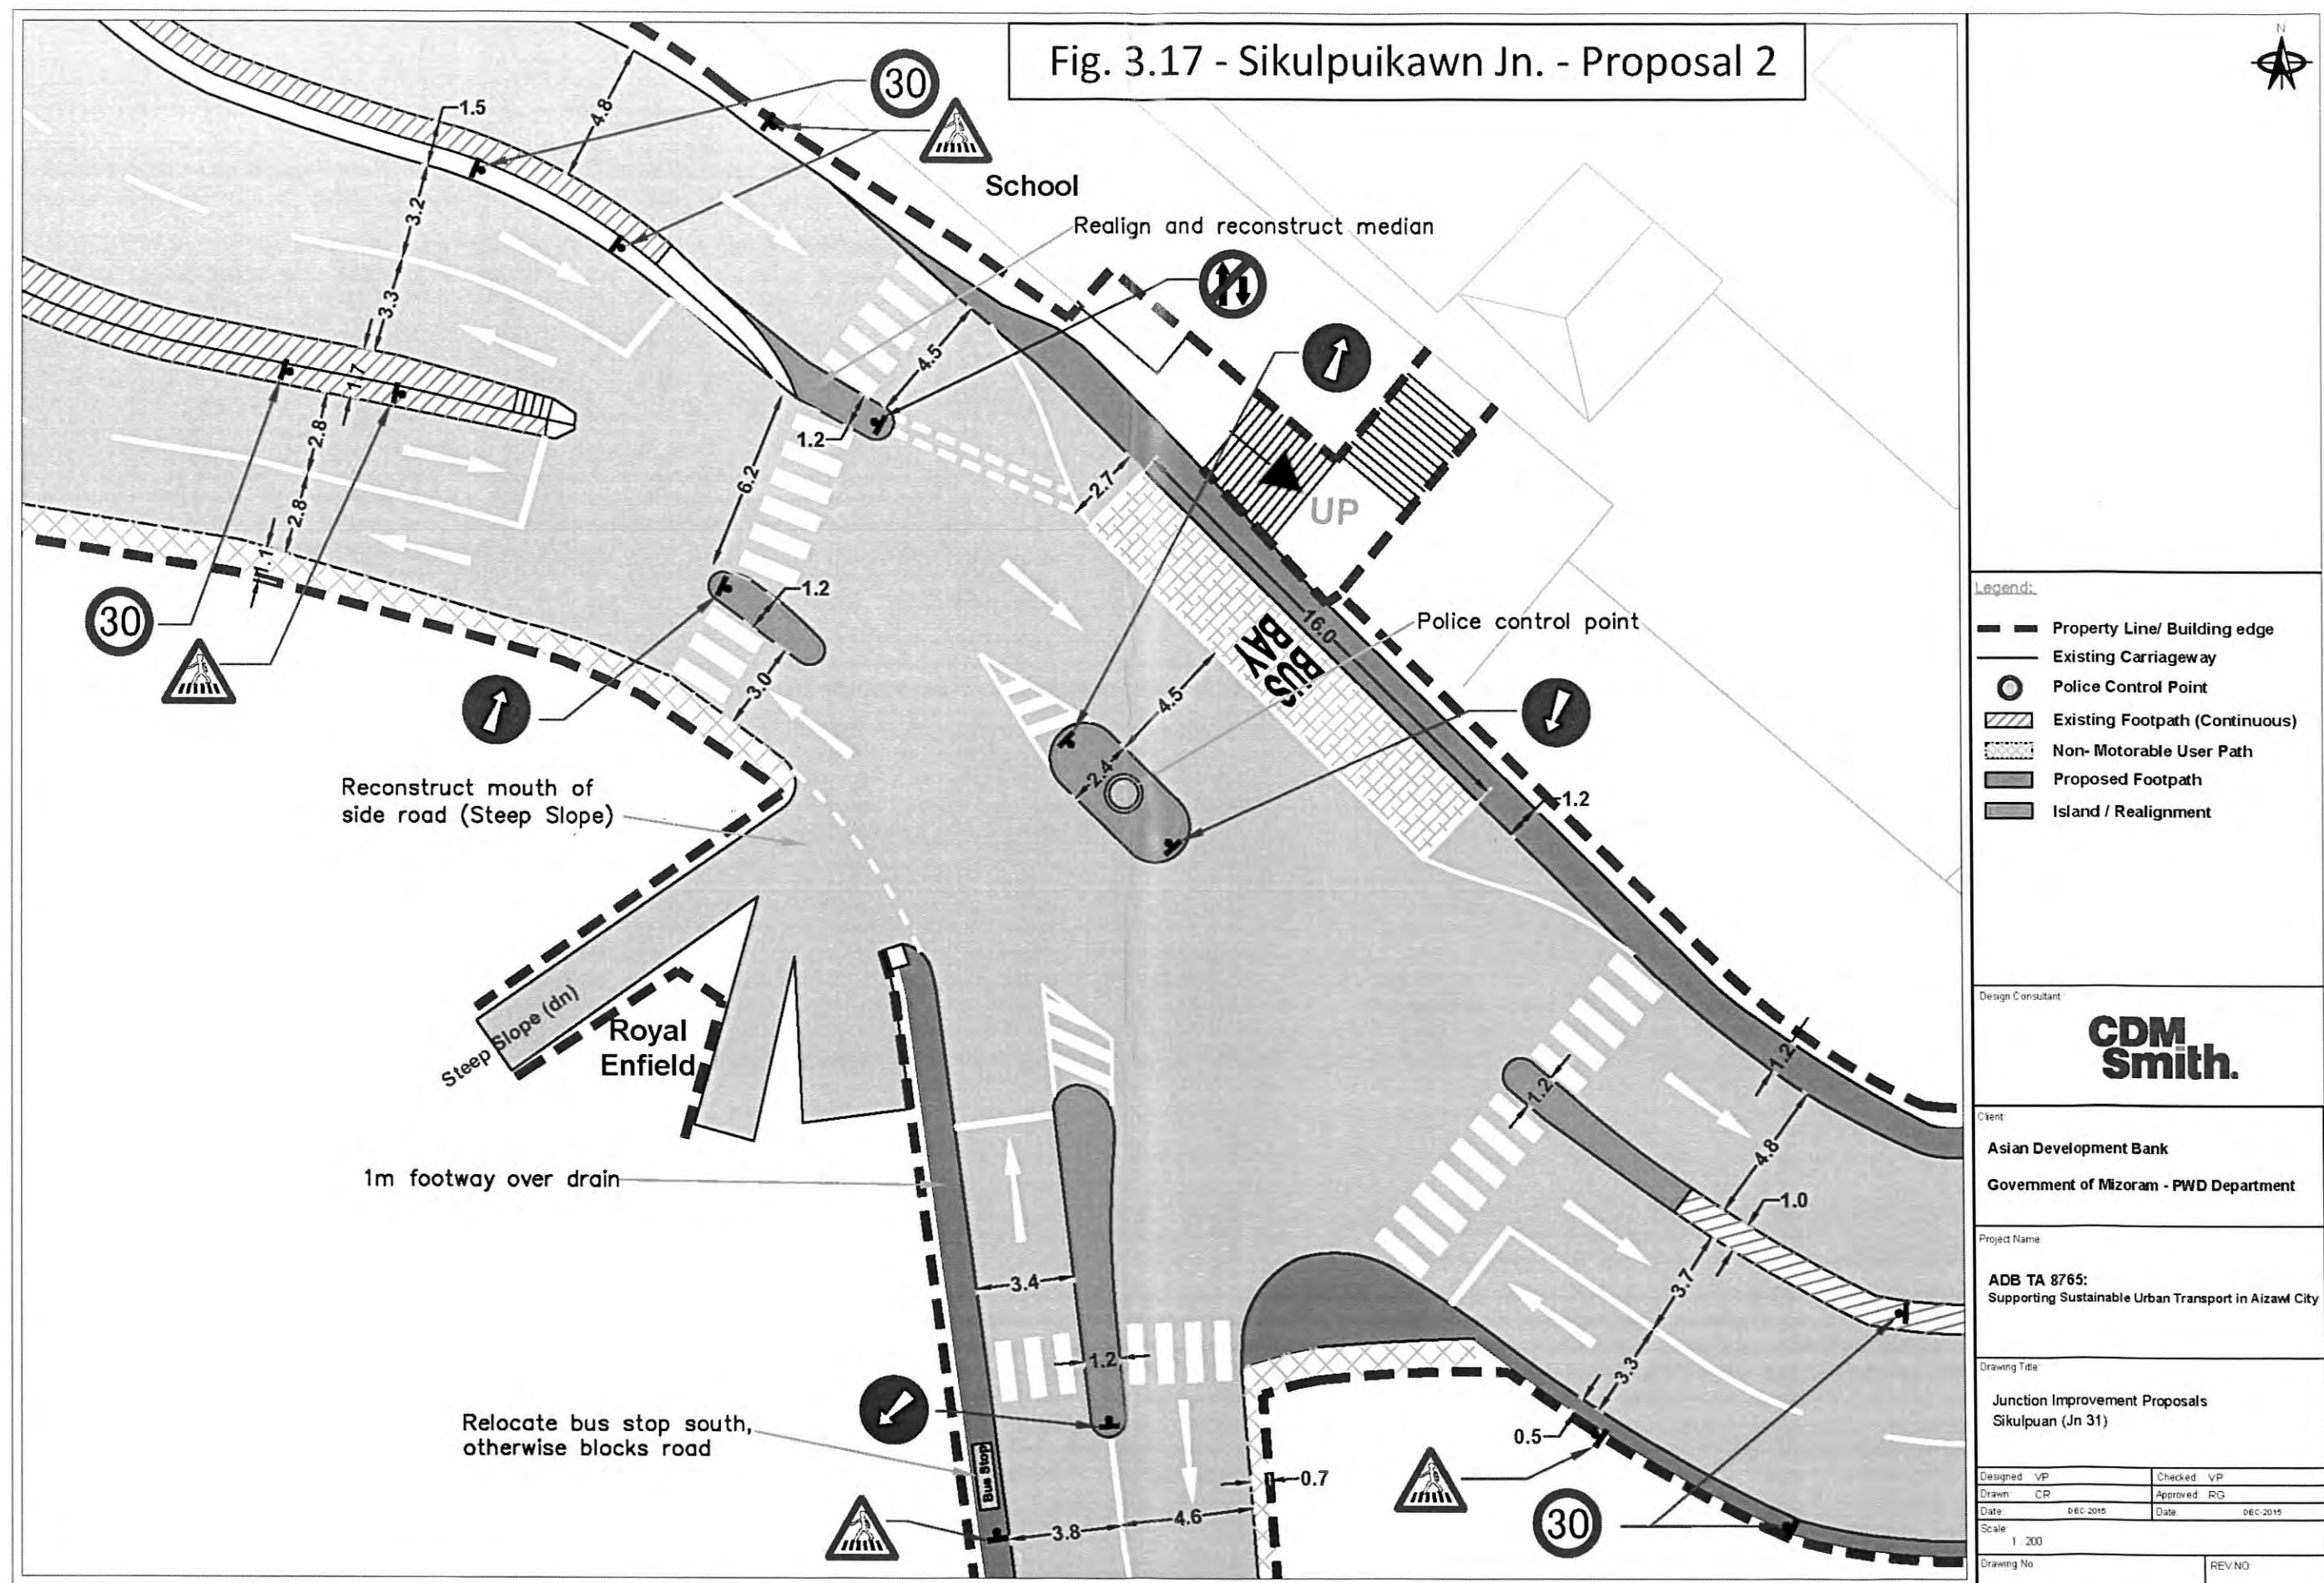 Fig. 3.17 - Sikulpuikawn Jn. - Proposal 2
N
30
1.5
4.8
School
3.2
Realign and reconstruct median
3.3
4.5
1.7
2.8
1.2
6.2
2.7
2.8
UP
1.1
1.2
30
16.0
Police control point
BUS
BAY
3.0
4.5
2.4
1.2
Reconstruct mouth of
side road (Steep Slope)
Steep Slope (dn)
Royal
Enfield
1.2
1.2
4.8
1m footway over drain
1.0
3.4
3.7
1.2
3.3
Relocate bus stop south,
otherwise blocks road
Bus Stop
0.5
0.7
3.8
4.6
30
Legend:
Property Line/ Building edge
Existing Carriageway
Police Control Point
Existing Footpath (Continuous)
Non- Motorable User Path
Proposed Footpath
Island / Realignment
Design Consultant
CDM
Smith.
Client:
Asian Development Bank
Government of Mizoram - PWD Department
Project Name
ADB TA 8765:
Supporting Sustainable Urban Transport in Aizawl City
Drawing Title:
Junction Improvement Proposals
Sikulpuan (Jn 31)
Designed: VP
Checked: VP
Drawn: CR
Approved: RG
Date: DEC-2015
Date: DEC-2015
Scale:
1 : 200
Drawing No
REV.NO: